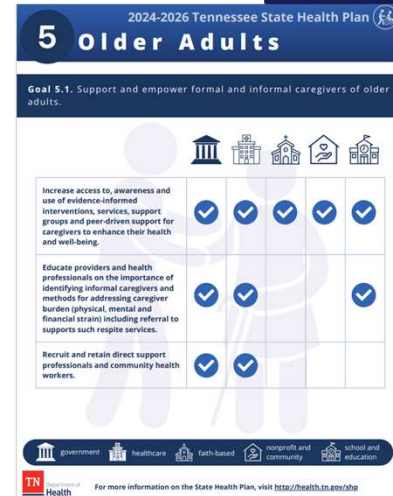 2024-2026 Tennessee State Health Plan
5 Older Adults
Goal 5.1. Support and empower formal and informal caregivers of older
adults.
Increase access to, awareness and
use of evidence-informed
interventions, services, support
groups and peer-driven support for
caregivers to enhance their health
and well-being.
Educate providers and health
professionals on the importance of
identifying informal caregivers and
methods for addressing caregiver
burden (physical, mental and
financial strain) including referral to
supports such respite services.
Recruit and retain direct support
professionals and community health
workers.
government healthcare faith-based nonprofit and community school and education
TN Department of Health
For more information on the State Health Plan, visit http://health.tn.gov/shp